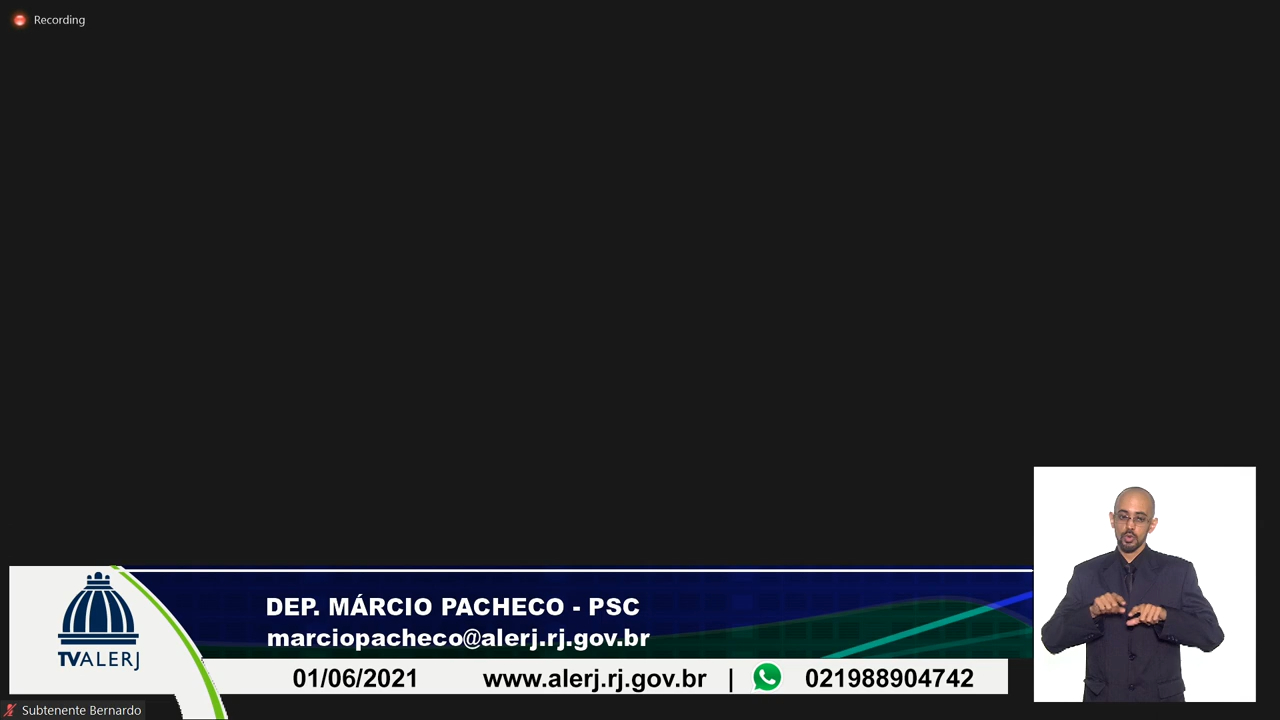 Recording
DEP. MÁRCIO PACHECO - PSC
marciopacheco@alerj.rj.gov.br
TVALERJ
01/06/2021 www.alerj.rj.gov.br | 021988904742
Subtenente Bernardo